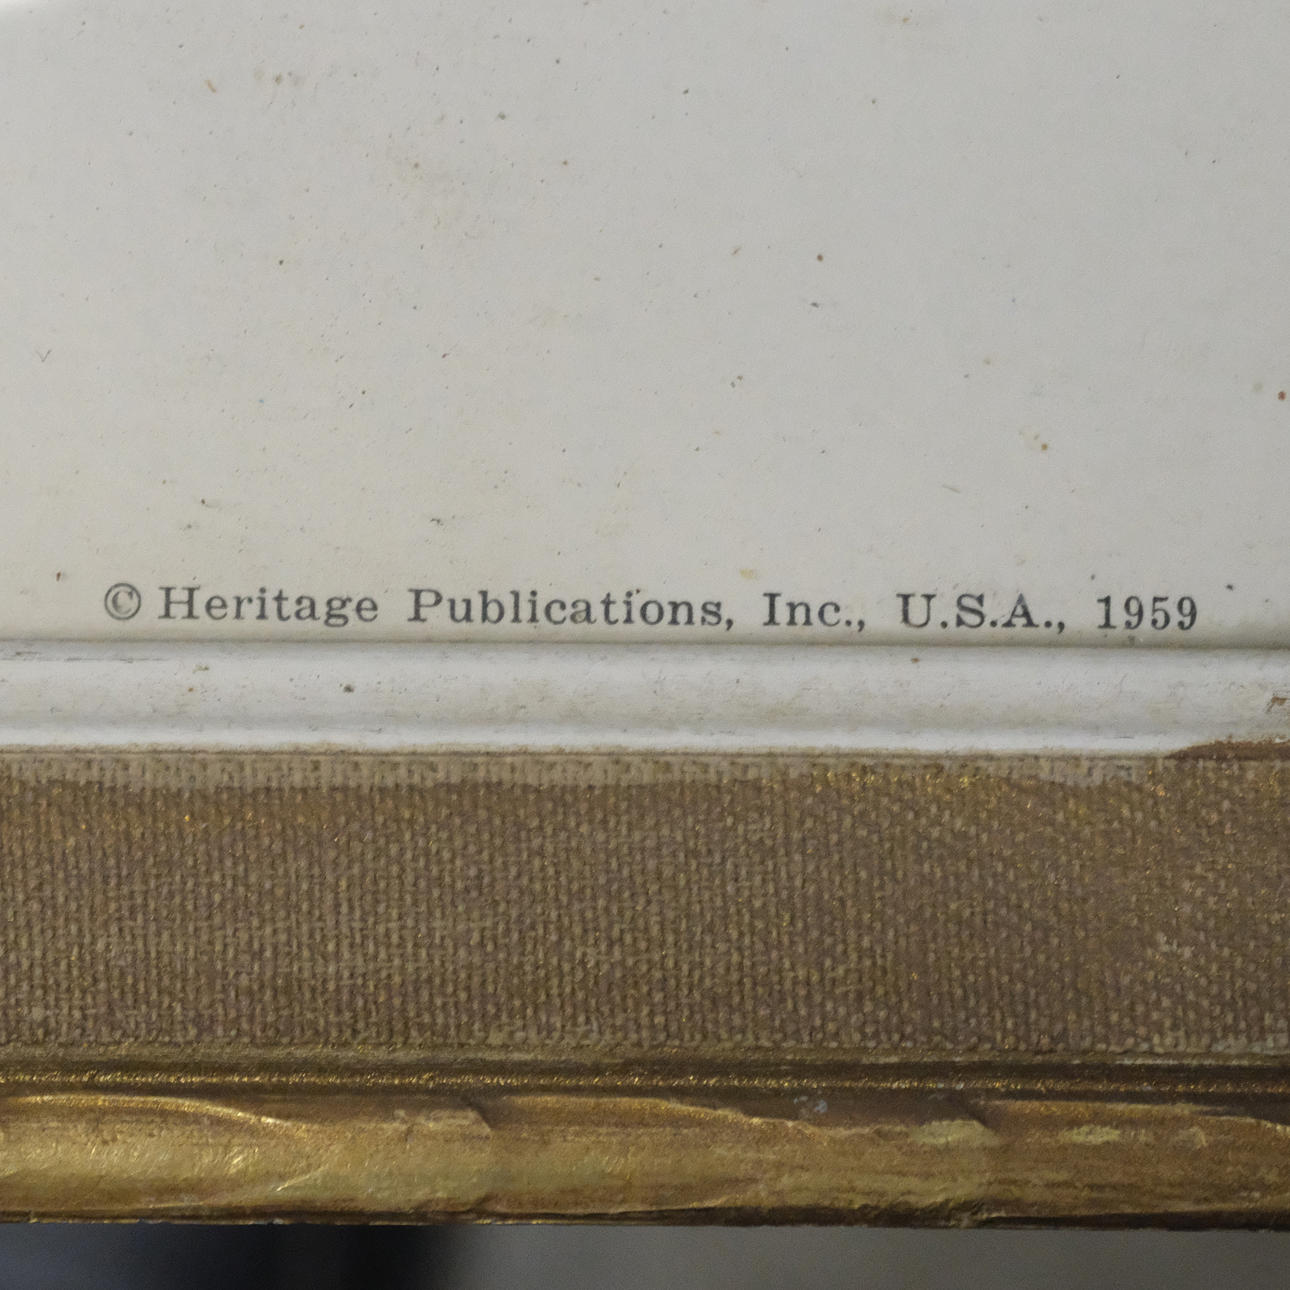 © Heritage Publications, Inc., U.S.A., 1959